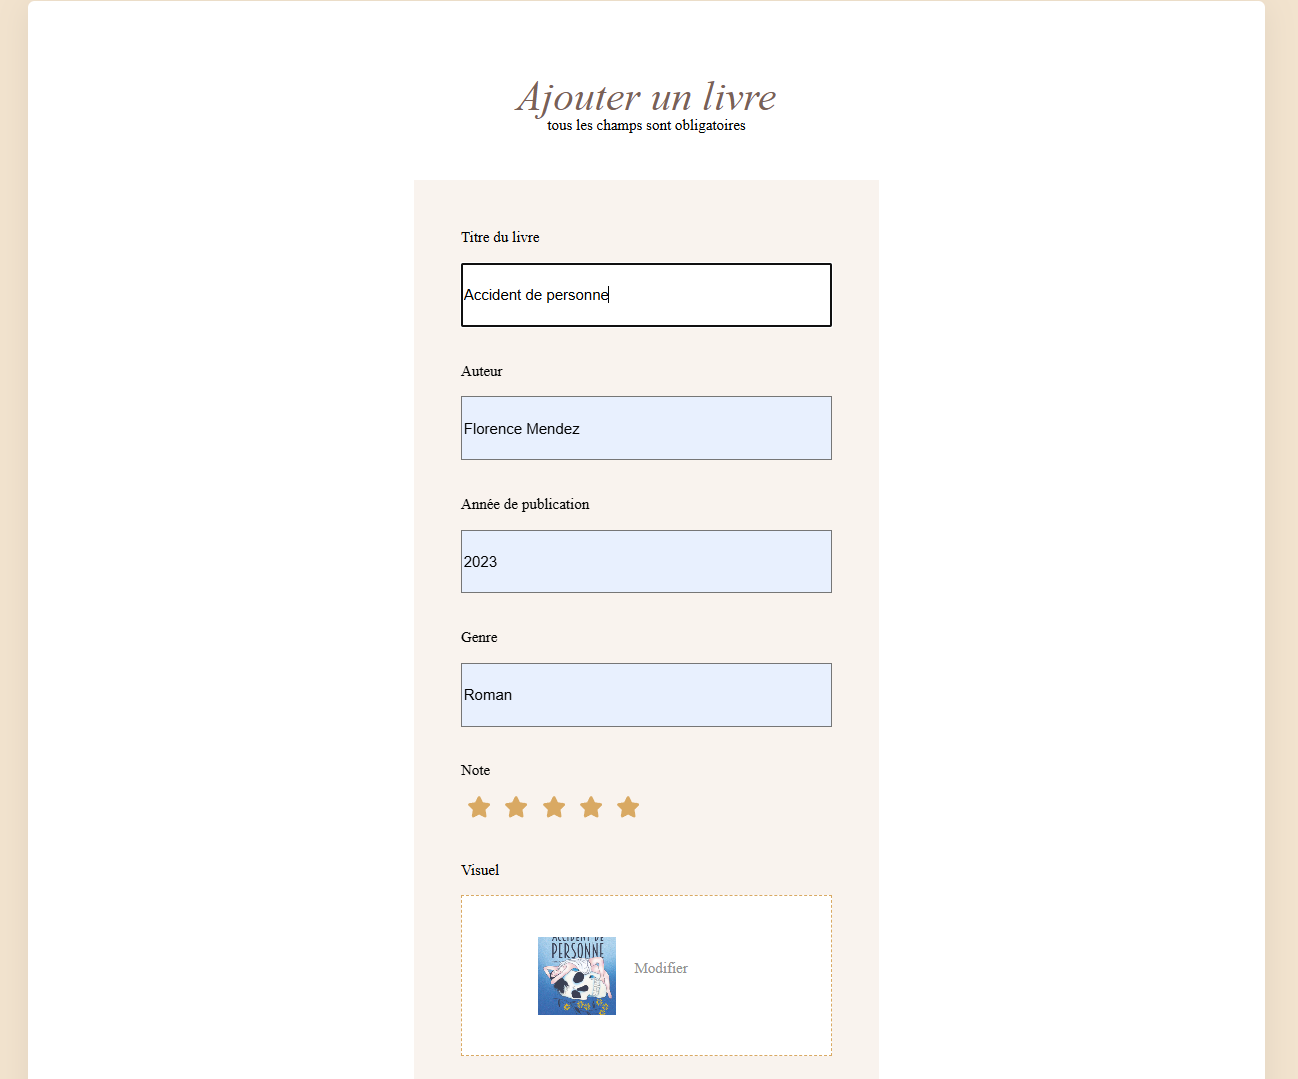 Ajouter un livre
tous les champs sont obligatoires
Titre du livre
Accident de personne
Auteur
Florence Mendez
Année de publication
2023
Genre
Roman
Note
Visuel
ACCIDENT DE
PERSONNE
Modifier